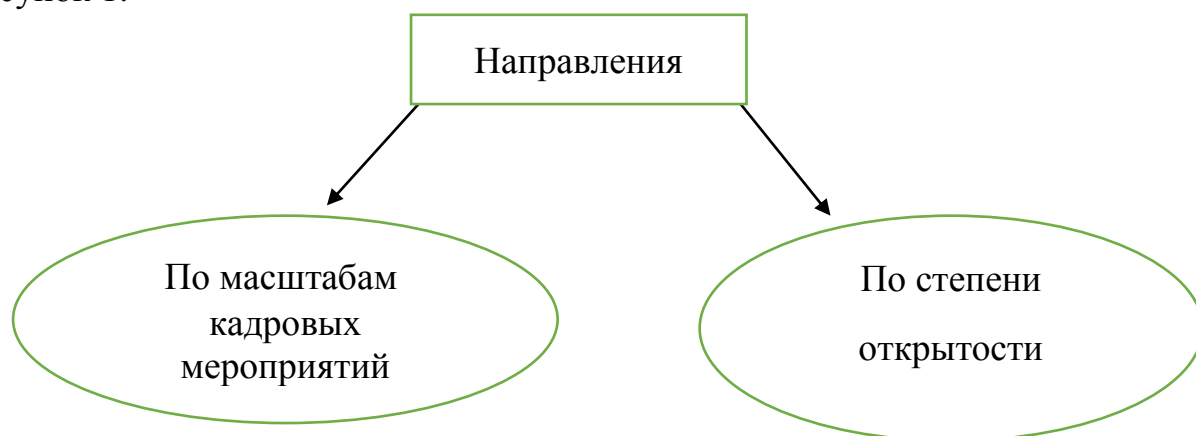 Направления
По масштабам
кадровых
мероприятий
По степени
открытости